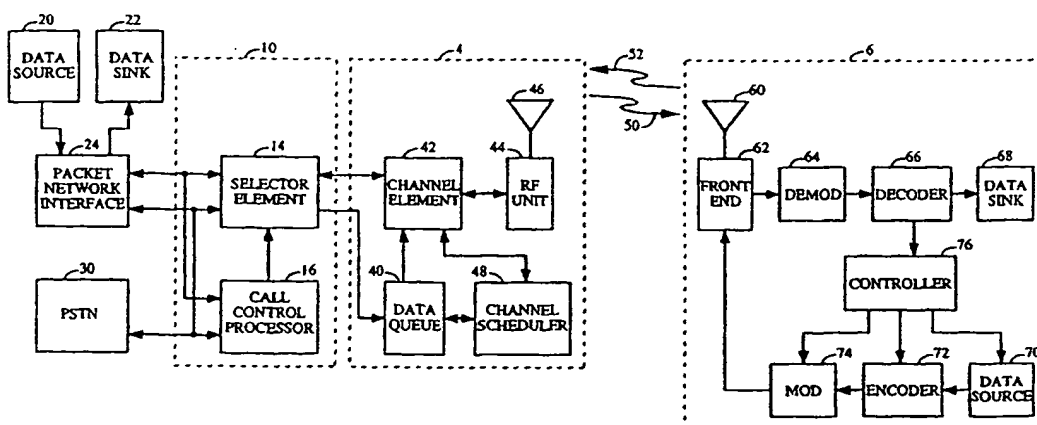 20
22
10
4
52
6
DATA
SOURCE
DATA
SINK
46
60
50
24
14
42
44
62
64
66
68
PACKET
NETWORK
INTERFACE
SELECTOR
ELEMENT
CHANNEL
ELEMENT
RF
UNIT
FRONT
END
DEMOD
DECODER
DATA
SINK
30
16
40
48
76
PSTN
CALL
CONTROL
PROCESSOR
DATA
QUEUE
CHANNEL
SCHEDULER
CONTROLLER
74
72
70
MOD
ENCODER
DATA
SOURCE